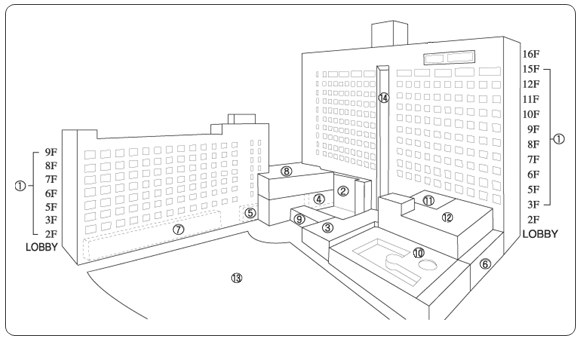 16F
15F
12F
11F
10F
9F
8F
7F
6F
5F
3F
2F
LOBBY
①
9F
8F
7F
6F
5F
3F
2F
LOBBY
①
⑭
⑧
②
④
⑤
⑨
③
⑦
⑪
⑫
⑩
⑥
⑬